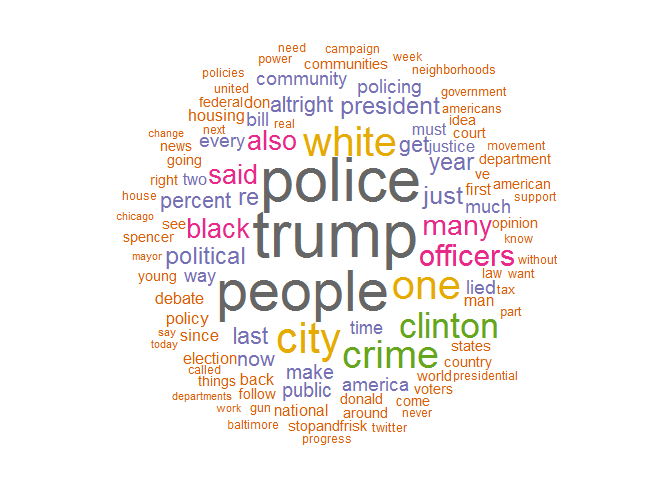 need campaign
power communities week
policies community policing neighborhoods
united
federal don altright president government
housing bill real must americans
change next every also white get justice idea court
news
going said police year department movement
right two re just first ve american
house percent trump much support
chicago see black many opinion
spencer know
mayor political officers without
young way people one lied law want
debate man tax
policy city time clinton part
say since last crime states
today election now country
called things back make america world presidential
departments follow public donald come voters
work gun national around never
baltimore stopandfrisk twitter
progress